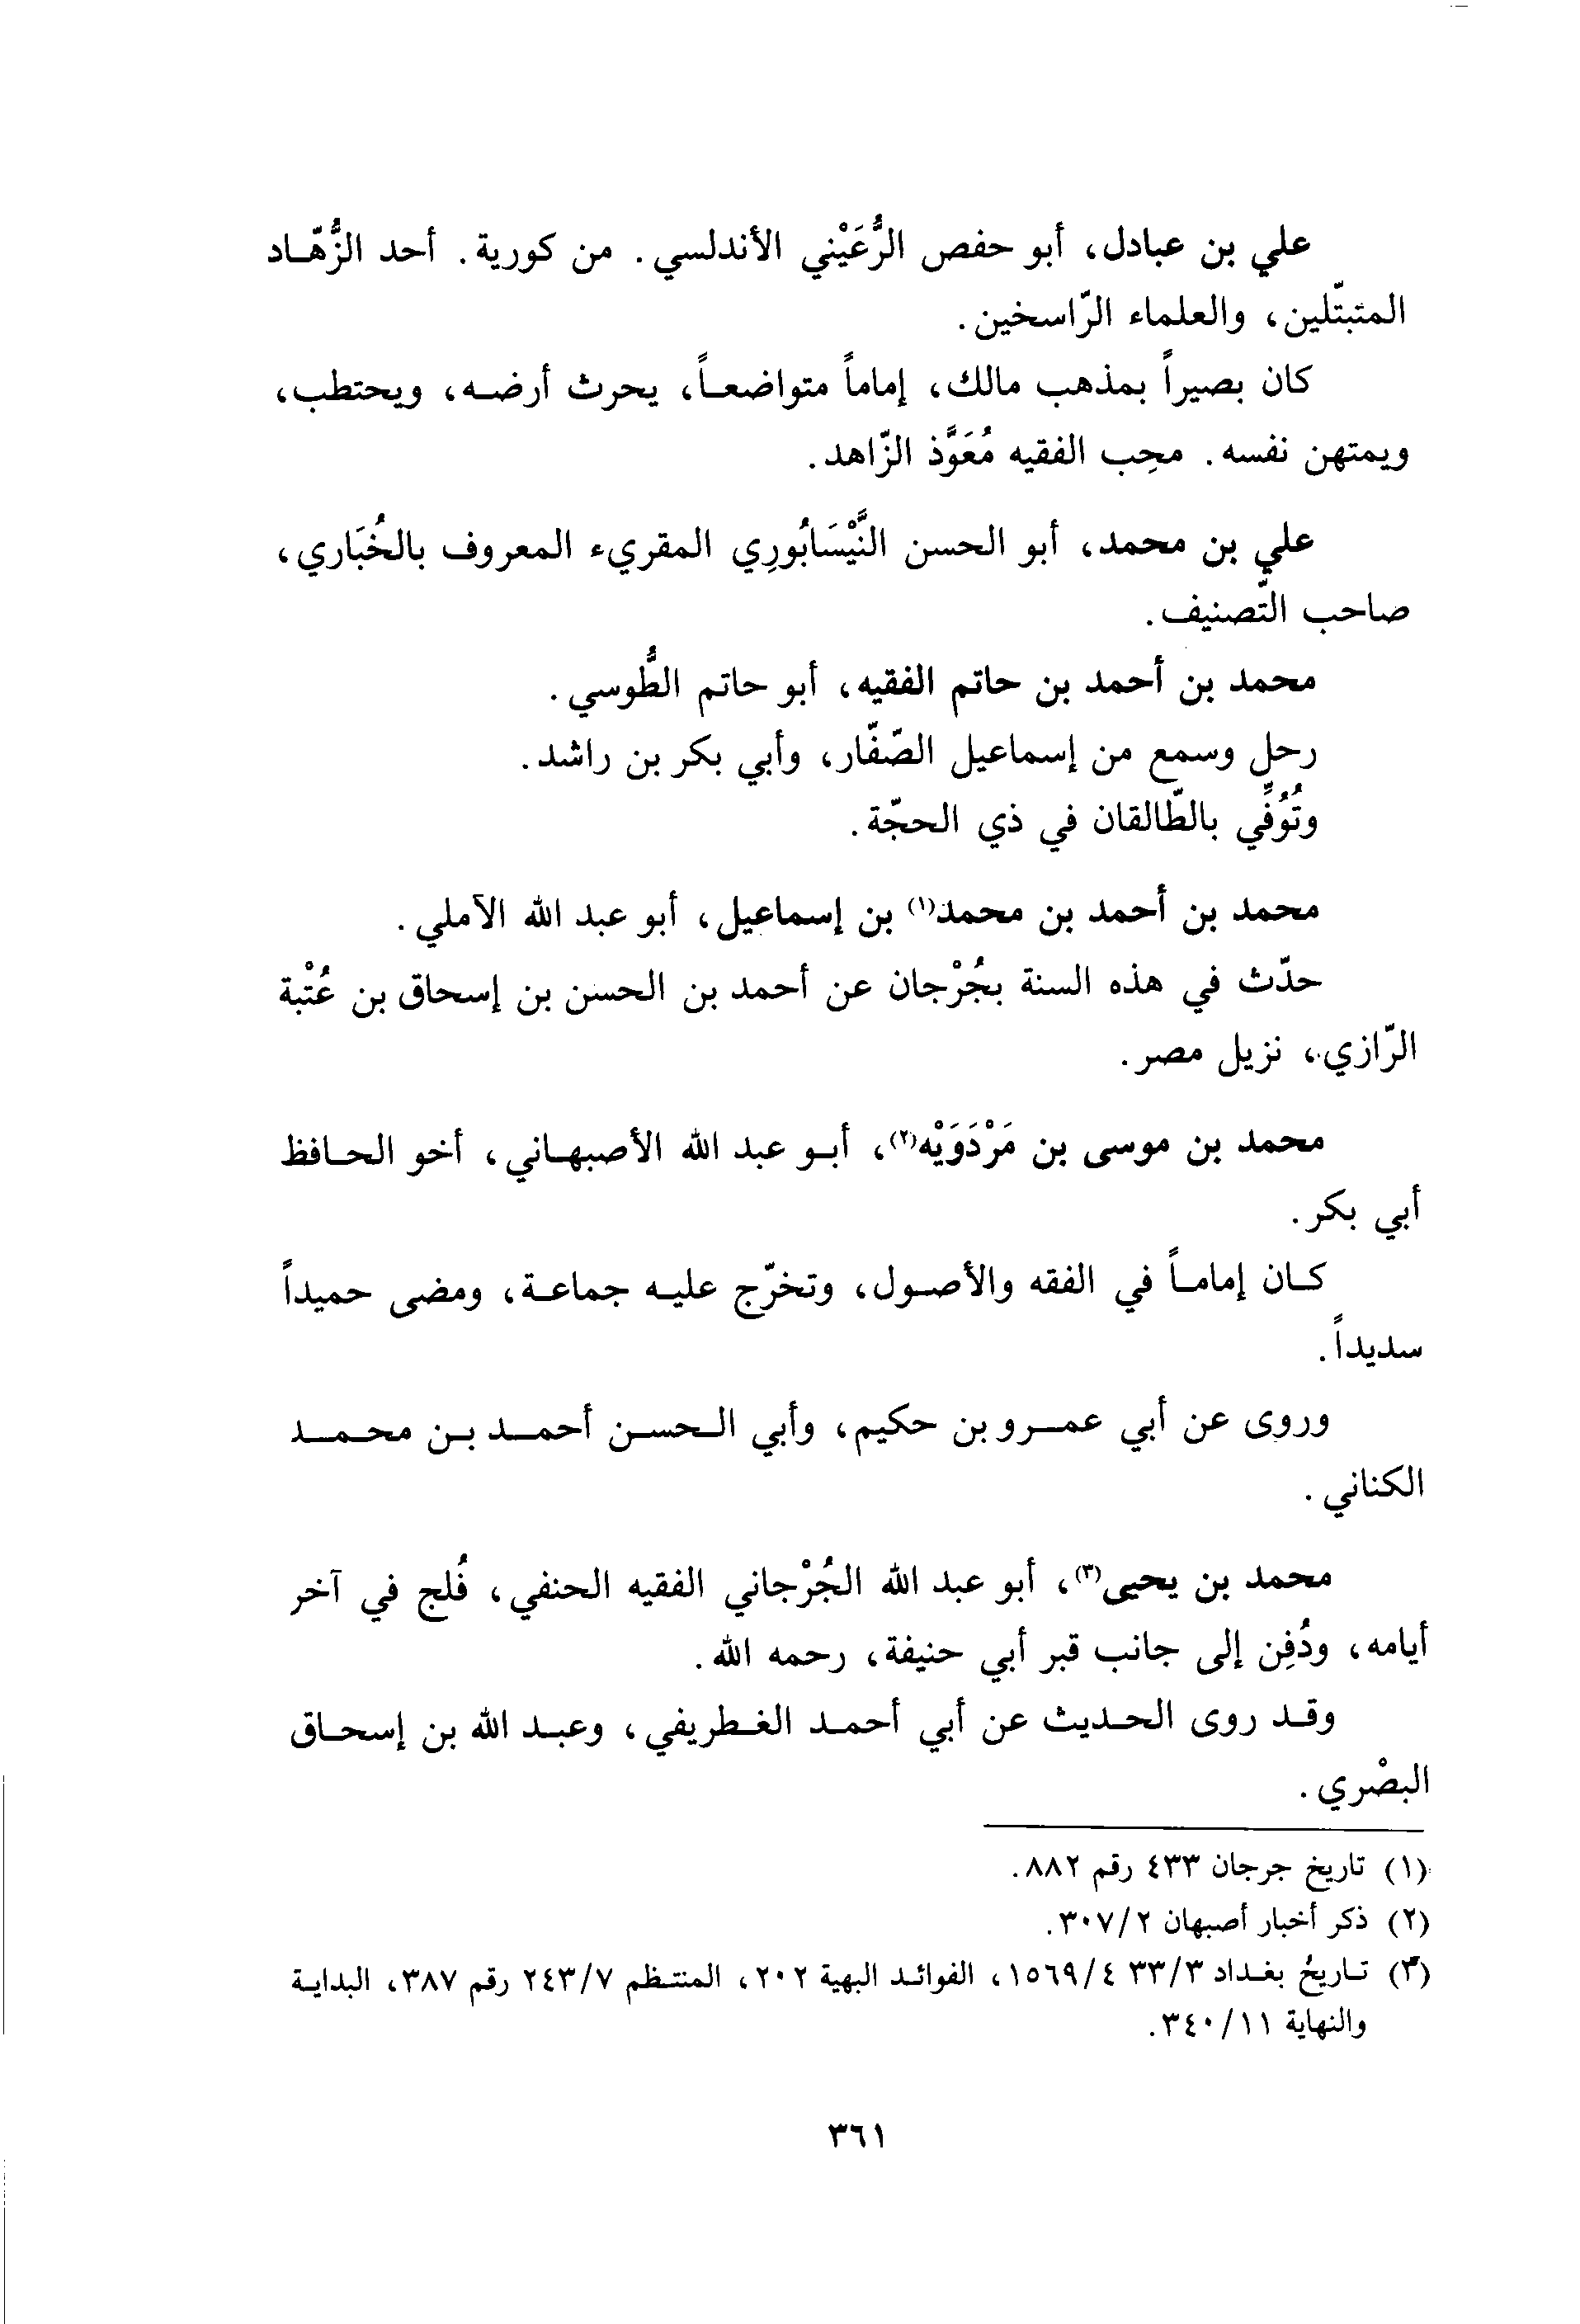 علي بن عبادل، أبو حفص الرُّعَيْني الأندلسي. من كورية. أحد الزُّهّاد
المتبتّلين، والعلماء الرّاسخين.
كان بصيراً بمذهب مالك، إماماً متواضعاً، يحرث أرضه، ويحتطب،
ويمتهن نفسه. محِب الفقيه مُعَوَّذ الزّاهد.
علي بن محمد، أبو الحسن النَّيْسَابُورِي المقريء المعروف بالخُبَاري،
صاحب التّصنيف.
محمد بن أحمد بن حاتم الفقيه، أبو حاتم الطُّوسي.
رحل وسمع من إسماعيل الصّفّار، وأبي بكر بن راشد.
وتُوُفِّي بالطّالقان في ذي الحجّة.
محمد بن أحمد بن محمد(١) بن إسماعيل، أبو عبد الله الآملي.
حدّث في هذه السنة بجُرْجان عن أحمد بن الحسن بن إسحاق بن عُتْبة
الرّازي، نزيل مصر.
محمد بن موسى بن مَرْدَوَيْه(٢)، أبو عبد الله الأصبهاني، أخو الحافظ
أبي بكر.
كان إماماً في الفقه والأصول، وتخرّج عليه جماعة، ومضى حميداً
سديداً.
وروى عن أبي عمرو بن حكيم، وأبي الحسن أحمد بن محمد
الكناني.
محمد بن يحيى(٣)، أبو عبد الله الجُرْجاني الفقيه الحنفي، فُلج في آخر
أيامه، ودُفِن إلى جانب قبر أبي حنيفة، رحمه الله.
وقد روى الحديث عن أبي أحمد الغطريفي، وعبد الله بن إسحاق
البصْري.
(١) تاريخ جرجان ٤٣٣ رقم ٨٨٢.
(٢) ذكر أخبار أصبهان ٣٠٧/٢.
(٣) تاريخ بغداد ٣٣/٣ ١٥٦٩/٤، الفوائد البهية ٢٠٢، المنتظم ٢٤٣/٧ رقم ٣٨٧، البداية
والنهاية ٣٤٠/١١.
٣٦١